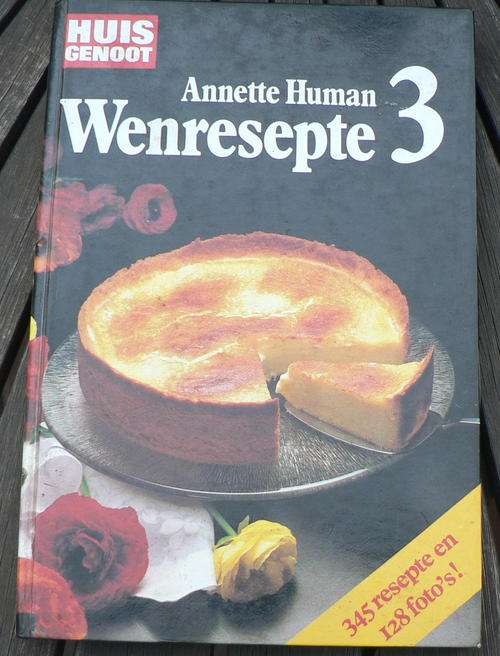 HUIS
GENOOT
Annette Human
Wenresepte 3
345 resepte en
128 foto's!